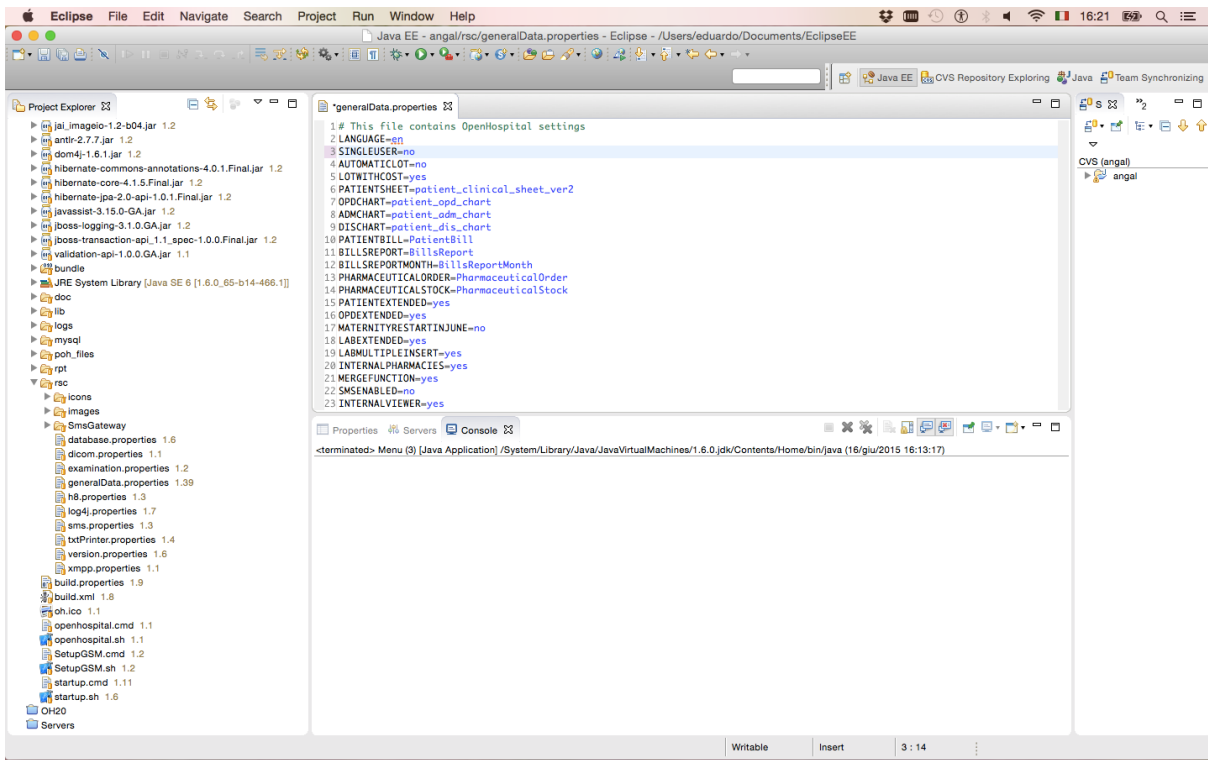 Eclipse File Edit Navigate Search Project Run Window Help 16:21
Java EE - angal/rsc/generalData.properties - Eclipse - /Users/eduardo/Documents/EclipseEE
Java EE CVS Repository Exploring Java Team Synchronizing
Project Explorer
jai_imageio-1.2-b04.jar 1.2
antlr-2.7.7.jar 1.2
dom4j-1.6.1.jar 1.2
hibernate-commons-annotations-4.0.1.Final.jar 1.2
hibernate-core-4.1.5.Final.jar 1.2
hibernate-jpa-2.0-api-1.0.1.Final.jar 1.2
javassist-3.15.0-GA.jar 1.2
jboss-logging-3.1.0.GA.jar 1.2
jboss-transaction-api_1.1_spec-1.0.0.Final.jar 1.2
validation-api-1.0.0.GA.jar 1.1
bundle
JRE System Library [Java SE 6 [1.6.0_65-b14-466.1]]
doc
lib
logs
mysql
poh_files
rpt
rsc
icons
images
SmsGateway
database.properties 1.6
dicom.properties 1.1
examination.properties 1.2
generalData.properties 1.39
h8.properties 1.3
log4j.properties 1.7
sms.properties 1.3
txtPrinter.properties 1.4
version.properties 1.6
xmpp.properties 1.1
build.properties 1.9
build.xml 1.8
oh.ico 1.1
openhospital.cmd 1.1
openhospital.sh 1.1
SetupGSM.cmd 1.2
SetupGSM.sh 1.2
startup.cmd 1.11
startup.sh 1.6
OH20
Servers
*generalData.properties
1 # This file contains OpenHospital settings
2 LANGUAGE=en
3 SINGLEUSER=no
4 AUTOMATICLOT=no
5 LOTWITHCOST=yes
6 PATIENTSHEET=patient_clinical_sheet_ver2
7 OPDCHART=patient_opd_chart
8 ADMCHART=patient_adm_chart
9 DISCHART=patient_dis_chart
10 PATIENTBILL=PatientBill
11 BILLSREPORT=BillsReport
12 BILLSREPORTMONTH=BillsReportMonth
13 PHARMACEUTICALORDER=PharmaceuticalOrder
14 PHARMACEUTICALSTOCK=PharmaceuticalStock
15 PATIENTEXTENDED=yes
16 OPDEXTENDED=yes
17 MATERNITYRESTARTINJUNE=no
18 LABEXTENDED=yes
19 LABMULTIPLEINSERT=yes
20 INTERNALPHARMACIES=yes
21 MERGEFUNCTION=yes
22 SMSENABLED=no
23 INTERNALVIEWER=yes
Properties Servers Console
<terminated> Menu (3) [Java Application] /System/Library/Java/JavaVirtualMachines/1.6.0.jdk/Contents/Home/bin/java (16/giu/2015 16:13:17)
S »2
CVS (angal)
angal
Writable Insert 3 : 14